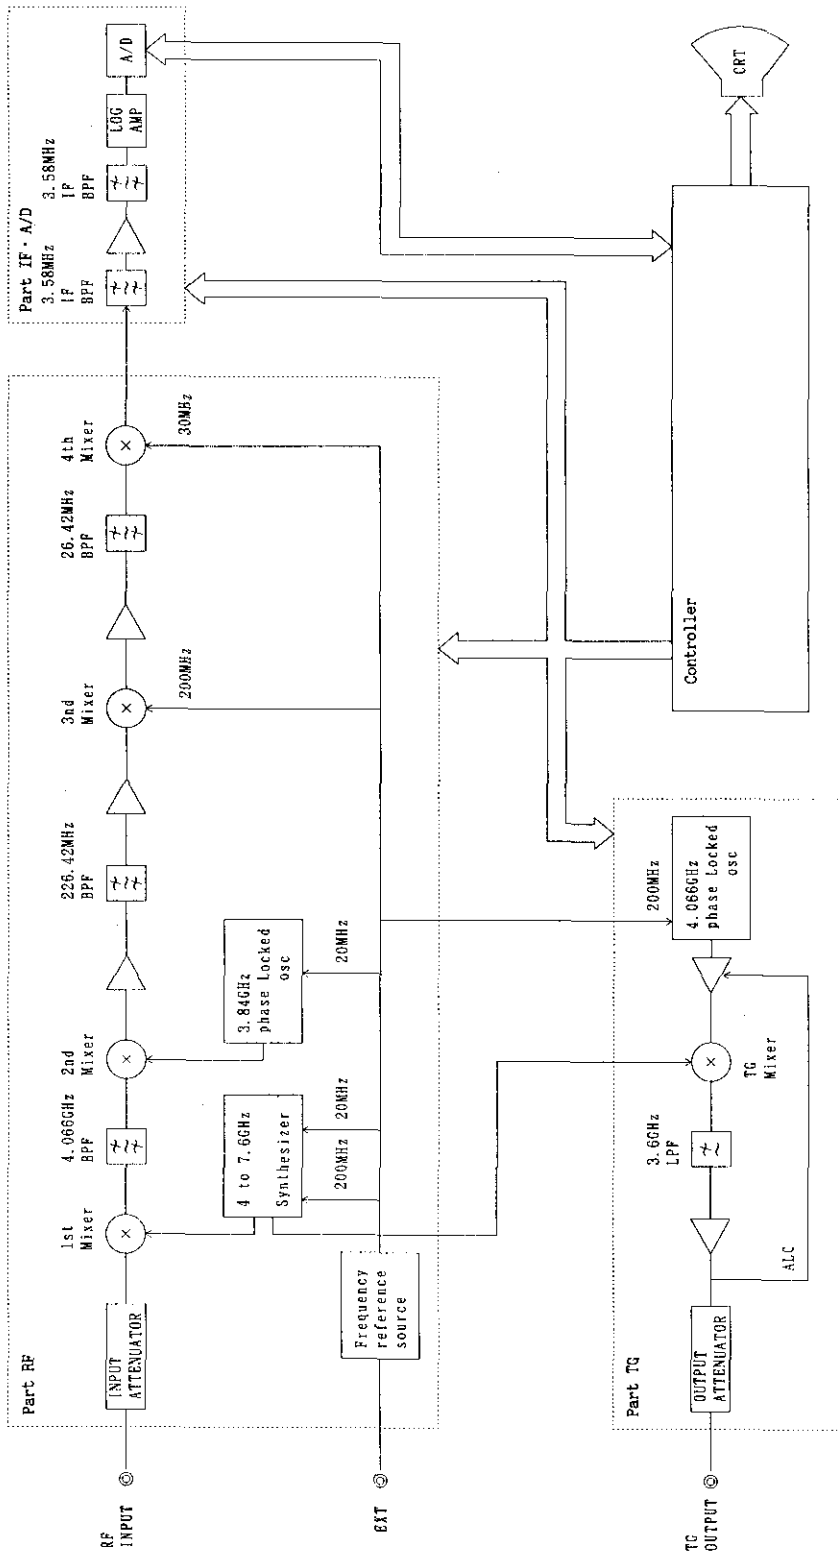 Part RF
RF
INPUT
INPUT
ATTENUATOR
1st
Mixer
4.066GHz
BPF
2nd
Mixer
226.42MHz
BPF
3nd
Mixer
26.42MHz
BPF
4th
Mixer
4 to 7.6GHz
Synthesizer
3.84GHz
phase Locked
osc
200MHz
20MHz
20MHz
200MHz
30MHz
EXT
Frequency
reference
source
Part IF · A/D
3.58MHz
IF
BPF
3.58MHz
IF
BPF
LOG
AMP
A/D
Part TG
TG
OUTPUT
OUTPUT
ATTENUATOR
ALC
3.6GHz
LPF
TG
Mixer
200MHz
4.066GHz
phase Locked
osc
Controller
CRT